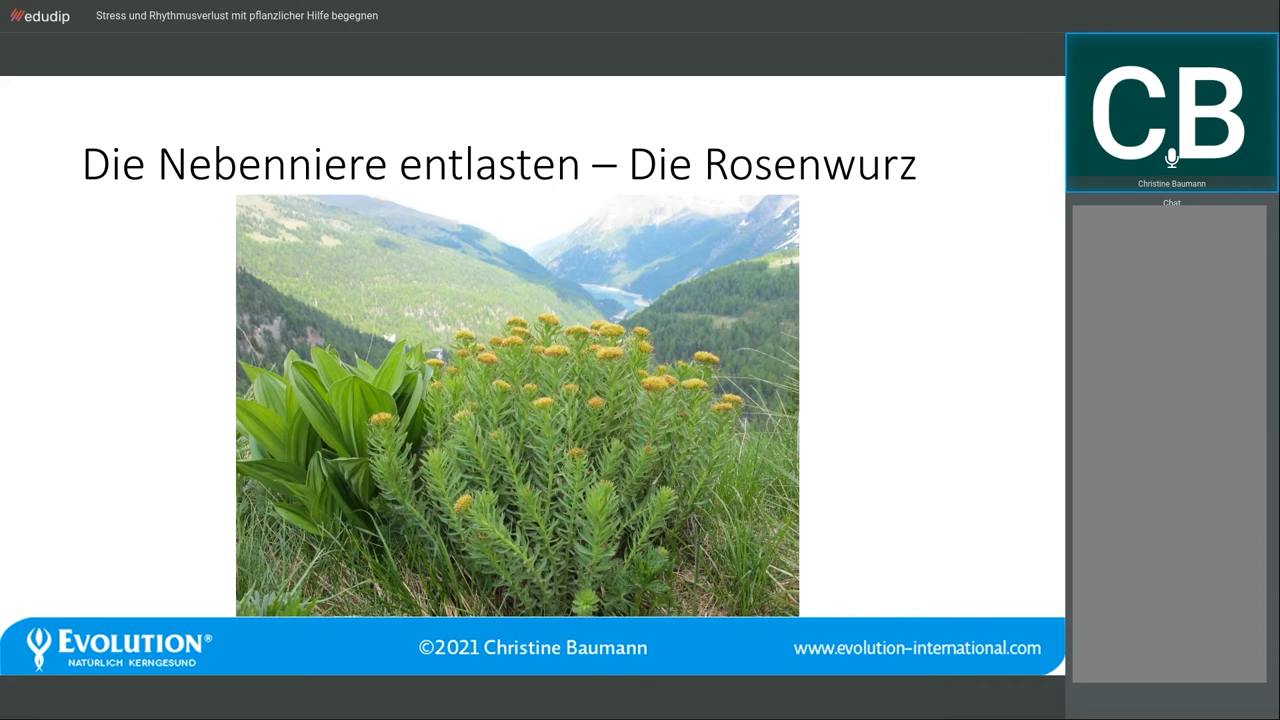 edudip
Stress und Rhythmusverlust mit pflanzlicher Hilfe begegnen
Die Nebenniere entlasten – Die Rosenwurz
CB
Christine Baumann
Chat
EVOLUTION®
NATÜRLICH KERNGESUND
©2021 Christine Baumann
www.evolution-international.com